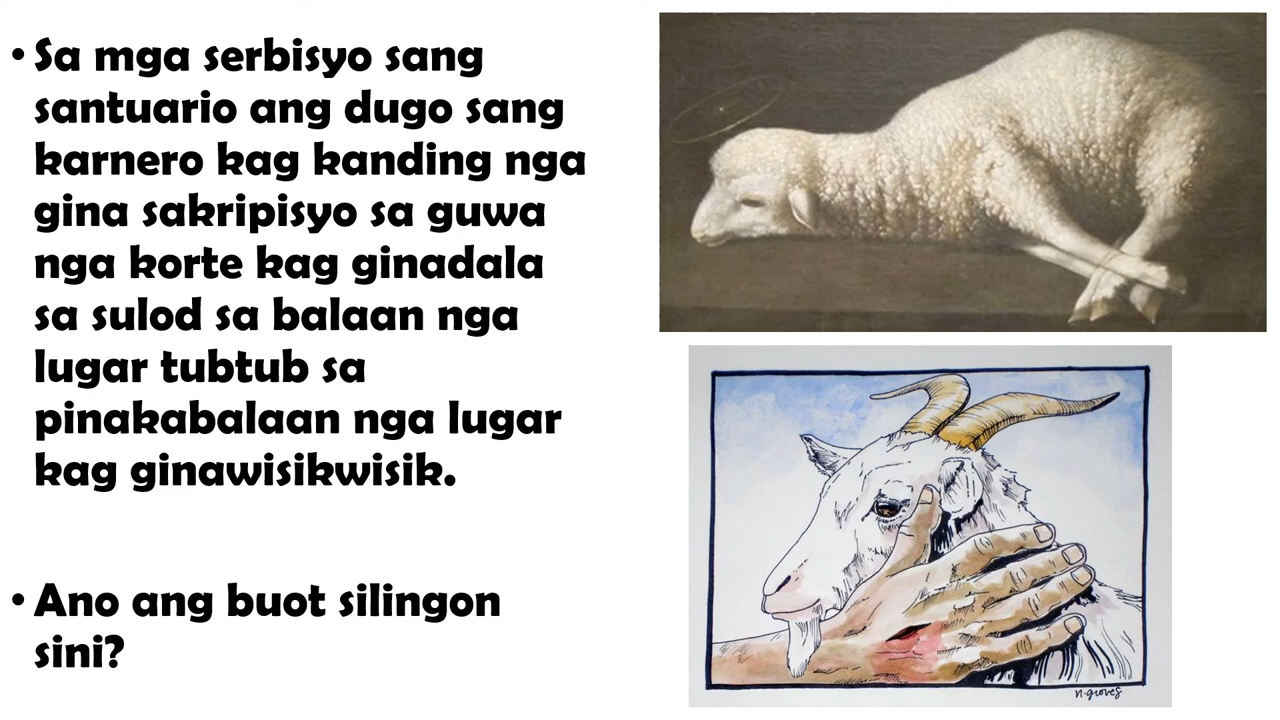 • Sa mga serbisyo sang
santuario ang dugo sang
karnero kag kanding nga
gina sakripisyo sa guwa
nga korte kag ginadala
sa sulod sa balaan nga
lugar tubtub sa
pinakabalaan nga lugar
kag ginawisikwisik.
• Ano ang buot silingon
sini?
n.groves